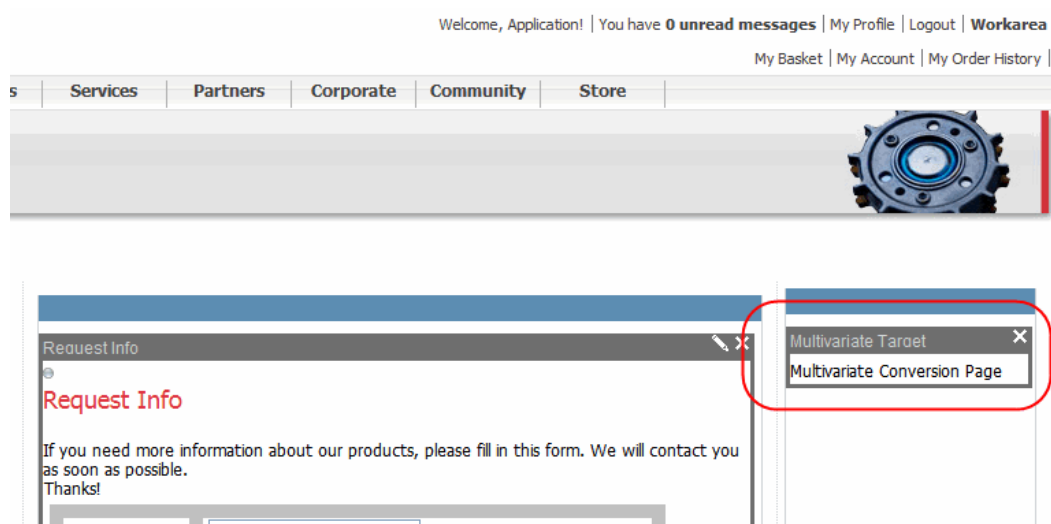 Welcome, Application! | You have 0 unread messages | My Profile | Logout | Workarea
My Basket | My Account | My Order History |
s Services Partners Corporate Community Store
Request Info
Multivariate Target
Multivariate Conversion Page
Request Info
If you need more information about our products, please fill in this form. We will contact you
as soon as possible.
Thanks!